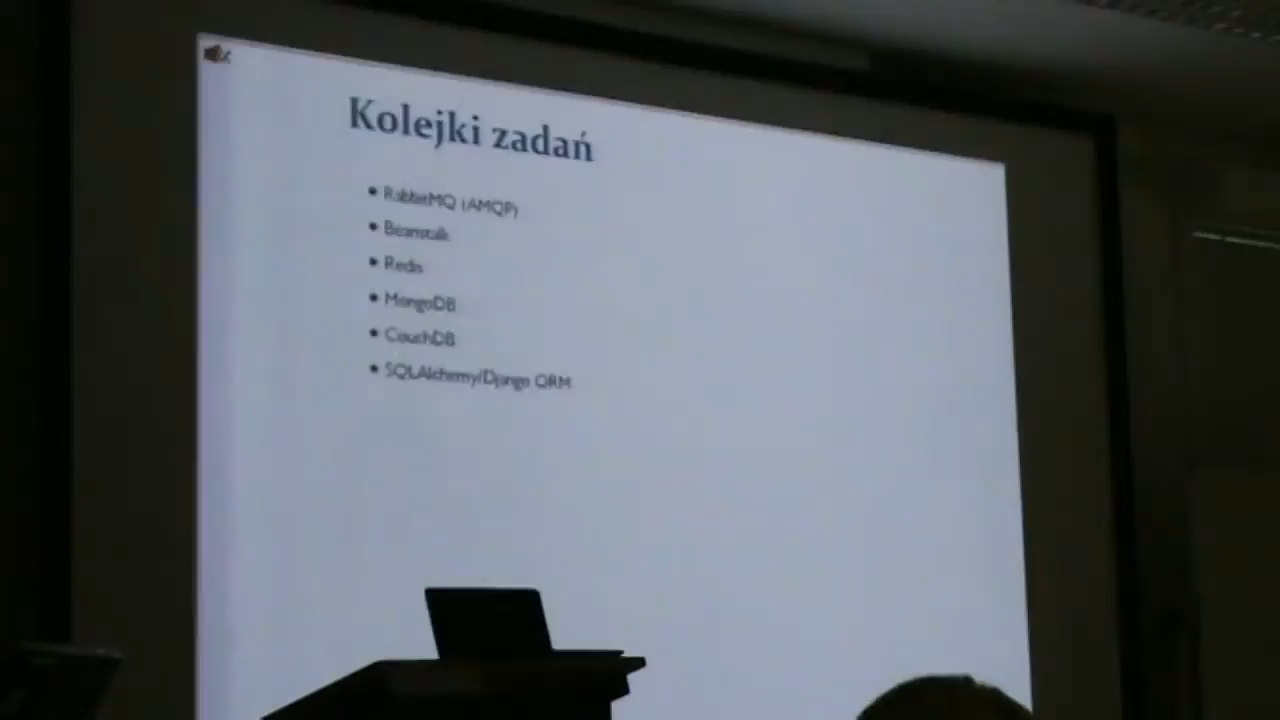 Kolejki zadań
RabbitMQ (AMQP)
Beanstalk
Redis
MongoDB
CouchDB
SQLAlchemy/Django ORM